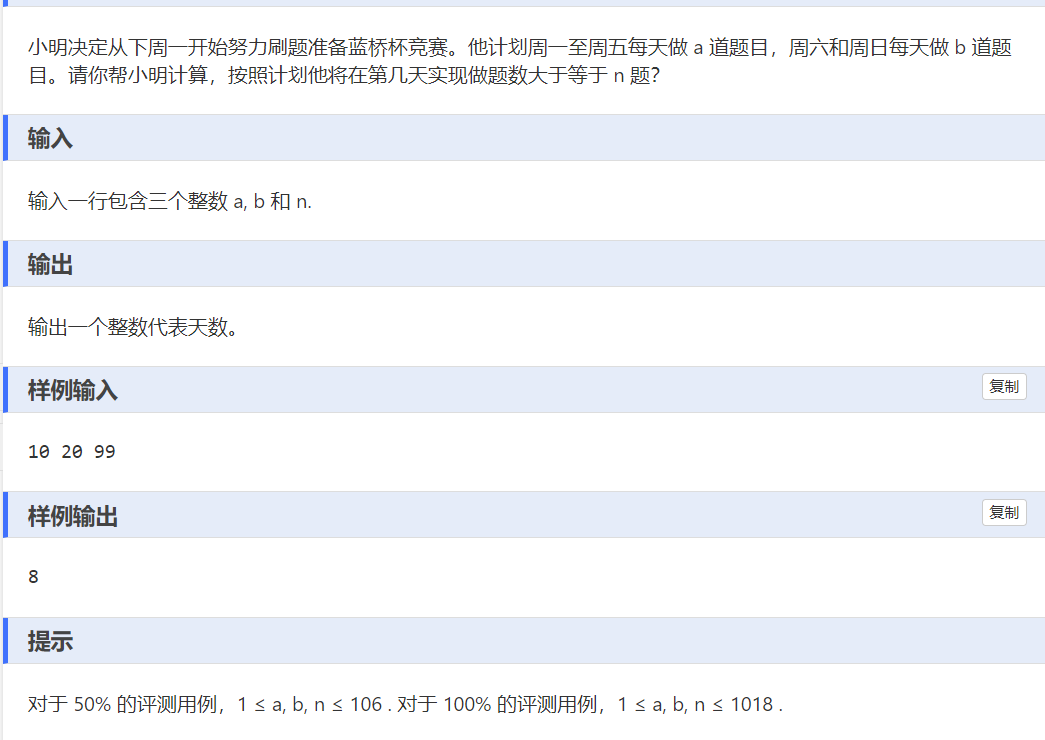 小明决定从下周一开始努力刷题准备蓝桥杯竞赛。他计划周一至周五每天做 a 道题目，周六和周日每天做 b 道题
目。请你帮小明计算，按照计划他将在第几天实现做题数大于等于 n 题？
输入
输入一行包含三个整数 a, b 和 n.
输出
输出一个整数代表天数。
样例输入
复制
10 20 99
样例输出
复制
8
提示
对于 50% 的评测用例，1 ≤ a, b, n ≤ 106 . 对于 100% 的评测用例，1 ≤ a, b, n ≤ 1018 .